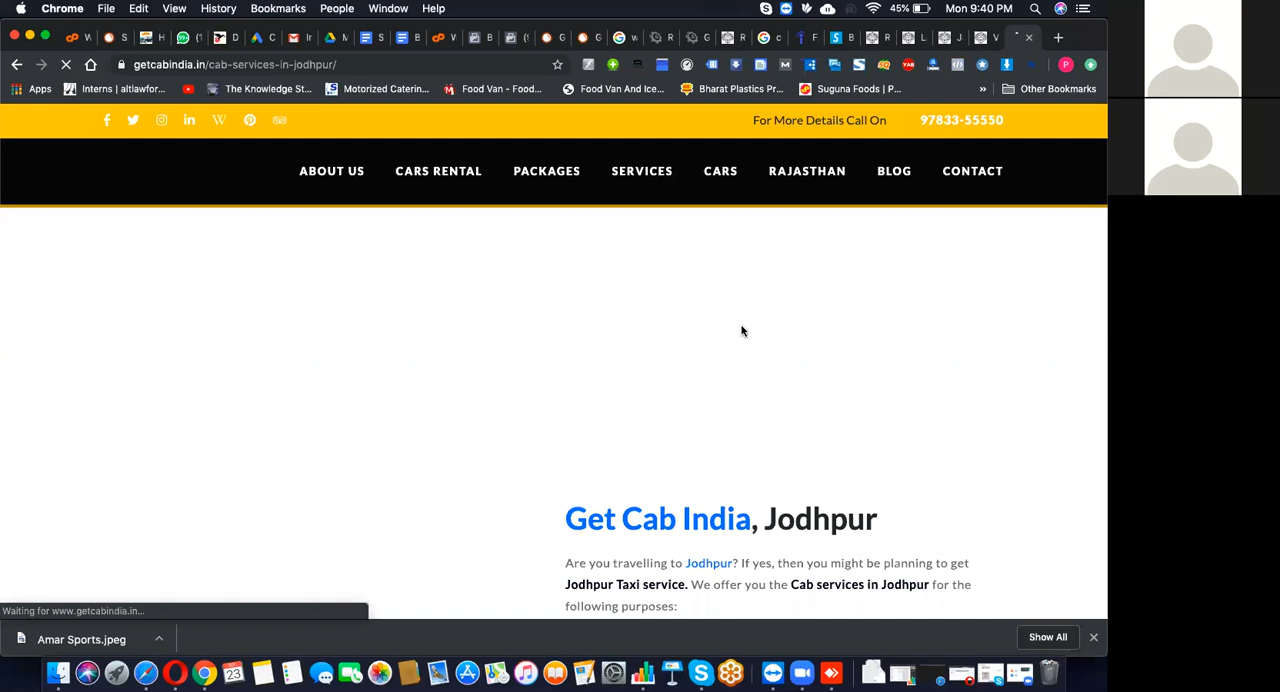 Chrome File Edit View History Bookmarks People Window Help 45% Mon 9:40 PM
getcabindia.in/cab-services-in-jodhpur/
Apps Interns | altlawfor... The Knowledge St... Motorized Caterin... Food Van - Food... Food Van And Ice... Bharat Plastics Pr... Suguna Foods | P... » Other Bookmarks
For More Details Call On 97833-55550
ABOUT US CARS RENTAL PACKAGES SERVICES CARS RAJASTHAN BLOG CONTACT
Get Cab India, Jodhpur
Are you travelling to Jodhpur? If yes, then you might be planning to get
Jodhpur Taxi service. We offer you the Cab services in Jodhpur for the
following purposes:
Waiting for www.getcabindia.in...
Amar Sports.jpeg Show All